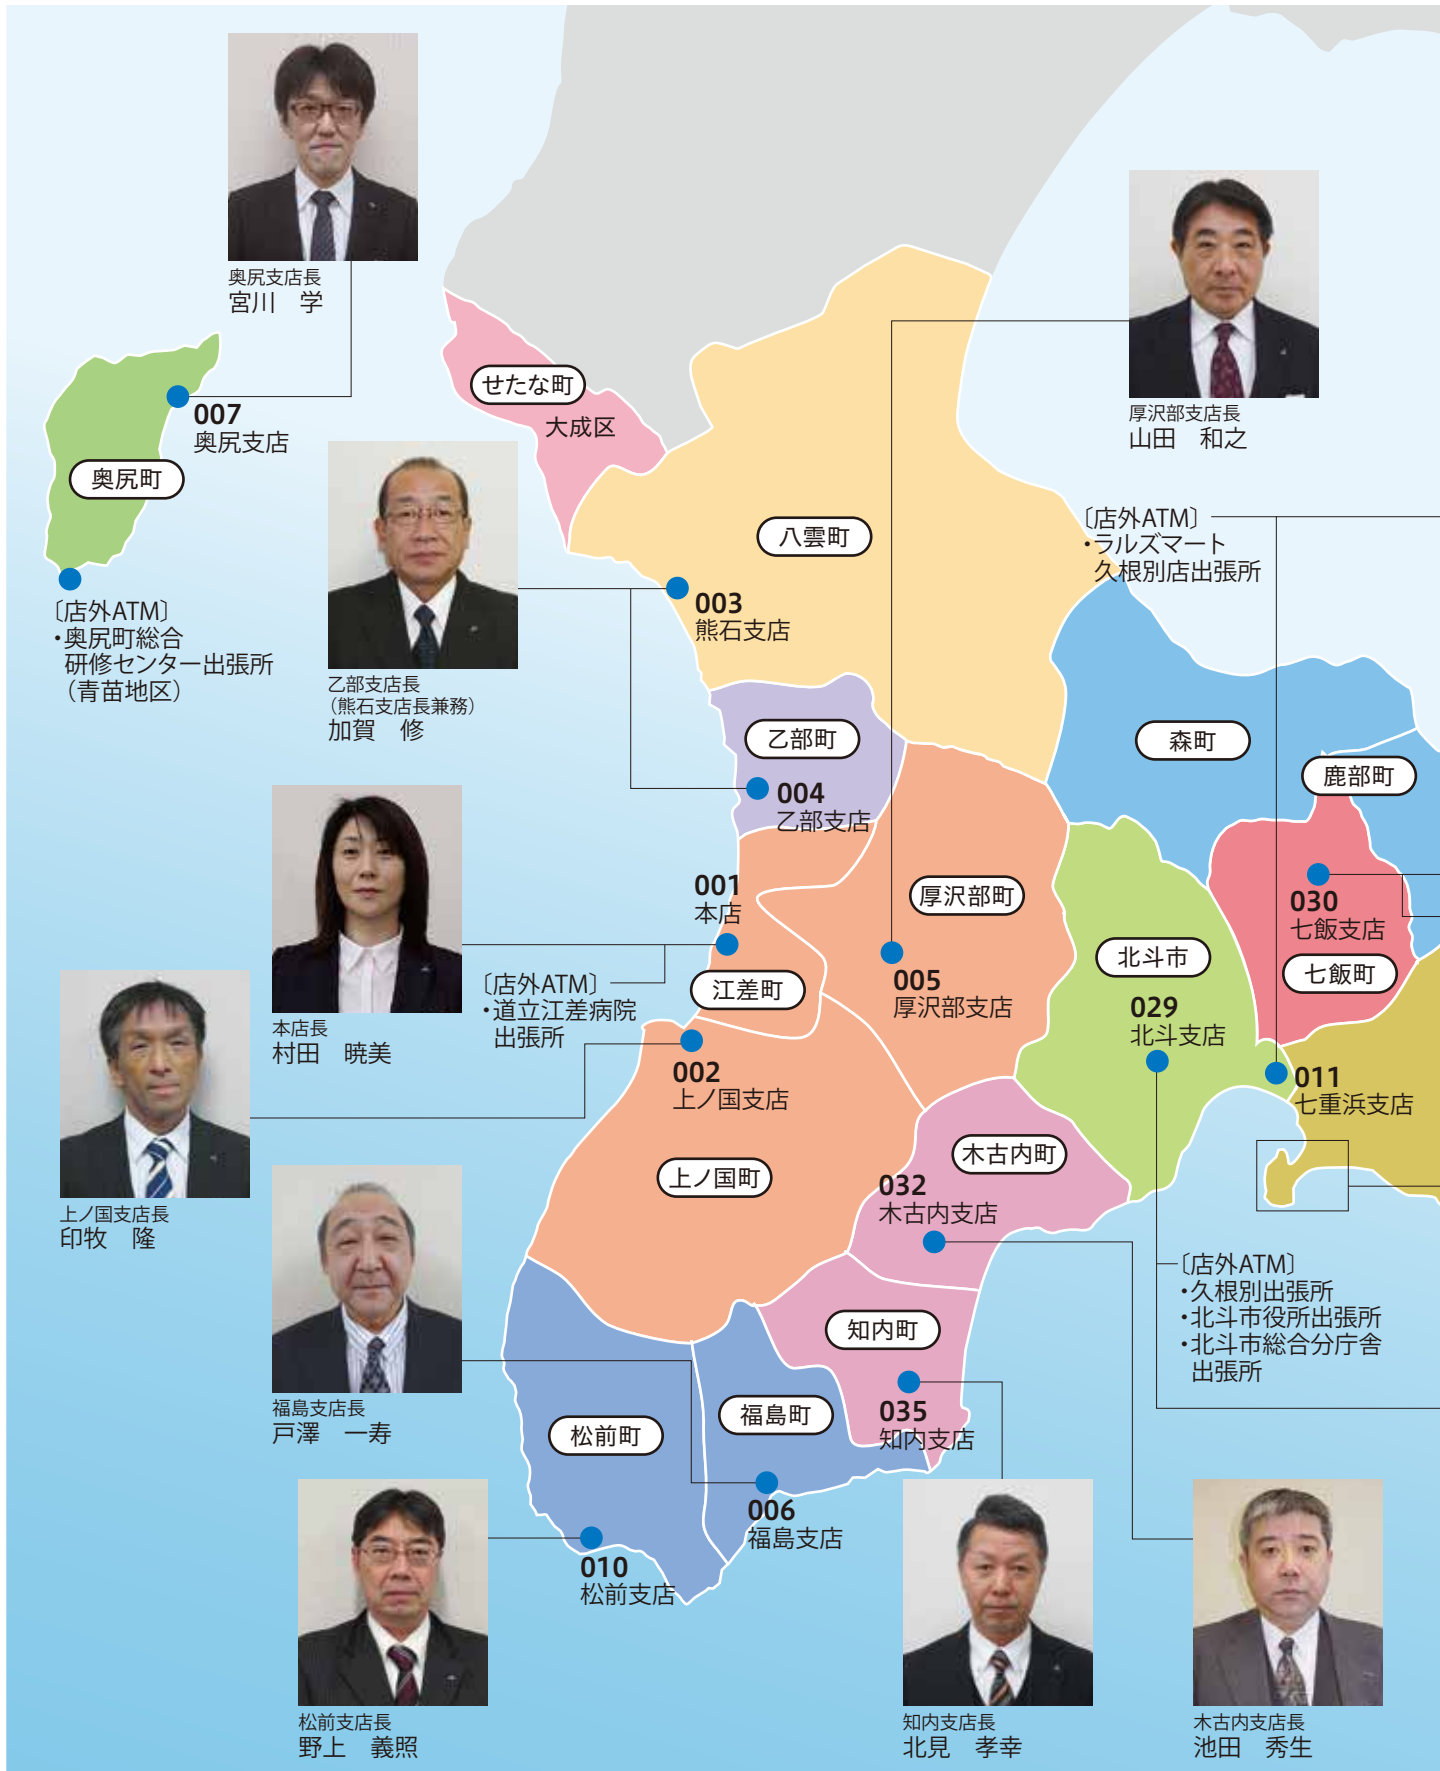 奥尻支店長
宮川　学
007
奥尻支店
奥尻町
〔店外ATM〕
・奥尻町総合
研修センター出張所
（青苗地区）
せたな町
大成区
厚沢部支店長
山田　和之
八雲町
〔店外ATM〕
・ラルズマート
久根別店出張所
003
熊石支店
乙部支店長
（熊石支店長兼務）
加賀　修
乙部町
004
乙部支店
森町
鹿部町
001
本店
江差町
〔店外ATM〕
・道立江差病院
出張所
本店長
村田　暁美
厚沢部町
005
厚沢部支店
北斗市
029
北斗支店
030
七飯支店
七飯町
011
七重浜支店
002
上ノ国支店
上ノ国町
上ノ国支店長
印牧　隆
木古内町
032
木古内支店
〔店外ATM〕
・久根別出張所
・北斗市役所出張所
・北斗市総合分庁舎
出張所
知内町
035
知内支店
福島支店長
戸澤　一寿
福島町
006
福島支店
松前町
010
松前支店
松前支店長
野上　義照
知内支店長
北見　孝幸
木古内支店長
池田　秀生